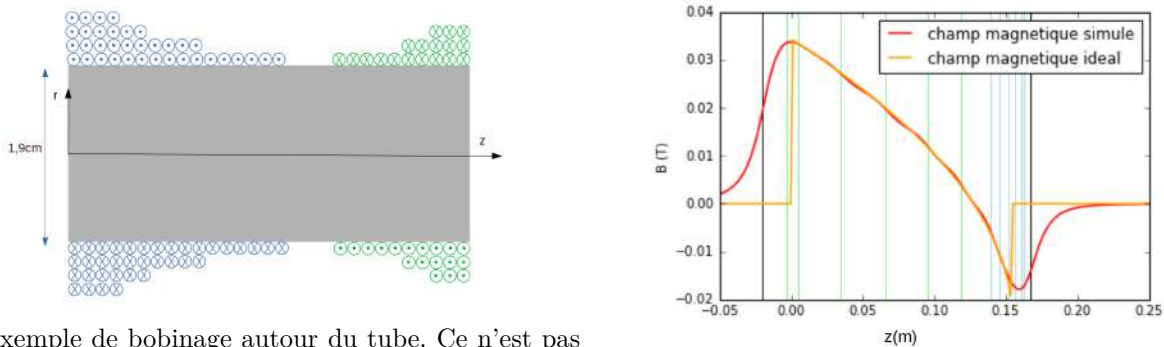 r
z
1,9cm
xemple de bobinage autour du tube. Ce n'est pas
0.04
0.03
0.02
0.01
0.00
−0.01
−0.02
B (T)
champ magnetique simule
champ magnetique ideal
−0.05
0.00
0.05
0.10
0.15
0.20
0.25
z(m)